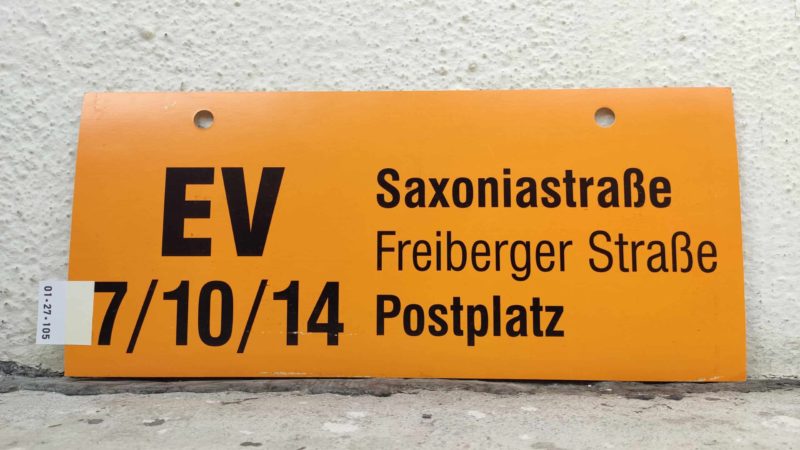 EV
7/10/14
Saxoniastraße
Freiberger Straße
Postplatz
01-27-105